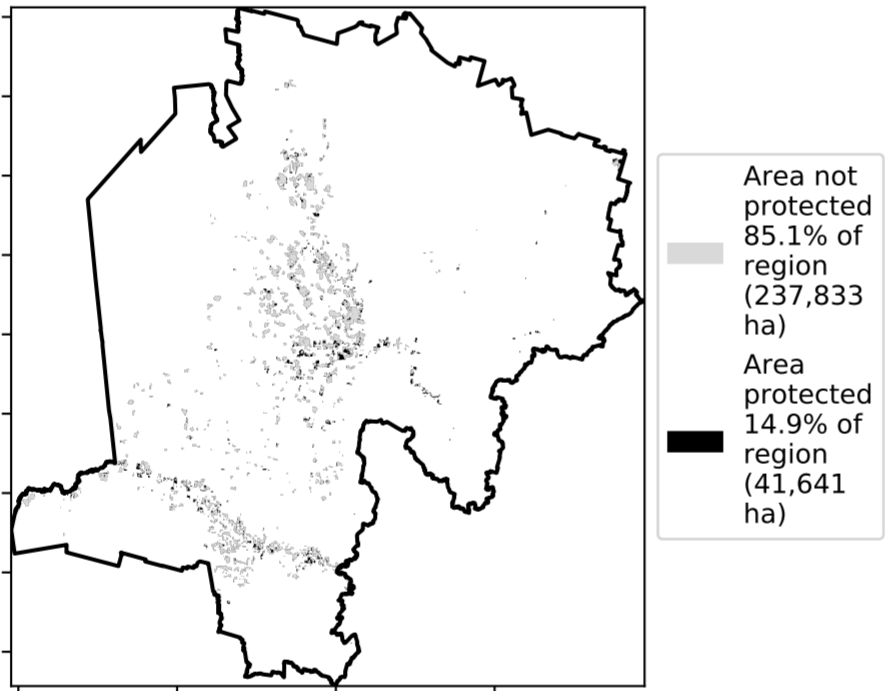 Area not
protected
85.1% of
region
(237,833
ha)
Area
protected
14.9% of
region
(41,641
ha)